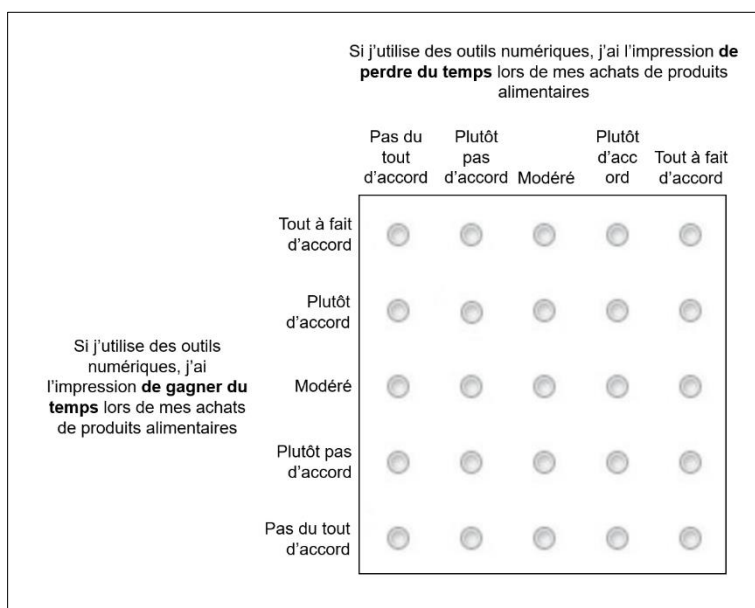 Si j'utilise des outils numériques, j'ai l'impression de
perdre du temps lors de mes achats de produits
alimentaires
Pas du
tout
d'accord
Plutôt
pas
d'accord
Modéré
Plutôt
d'acc
ord
Tout à fait
d'accord
Tout à fait
d'accord
Plutôt
d'accord
Si j'utilise des outils
numériques, j'ai
l'impression de gagner du
temps lors de mes achats
de produits alimentaires
Modéré
Plutôt pas
d'accord
Pas du tout
d'accord